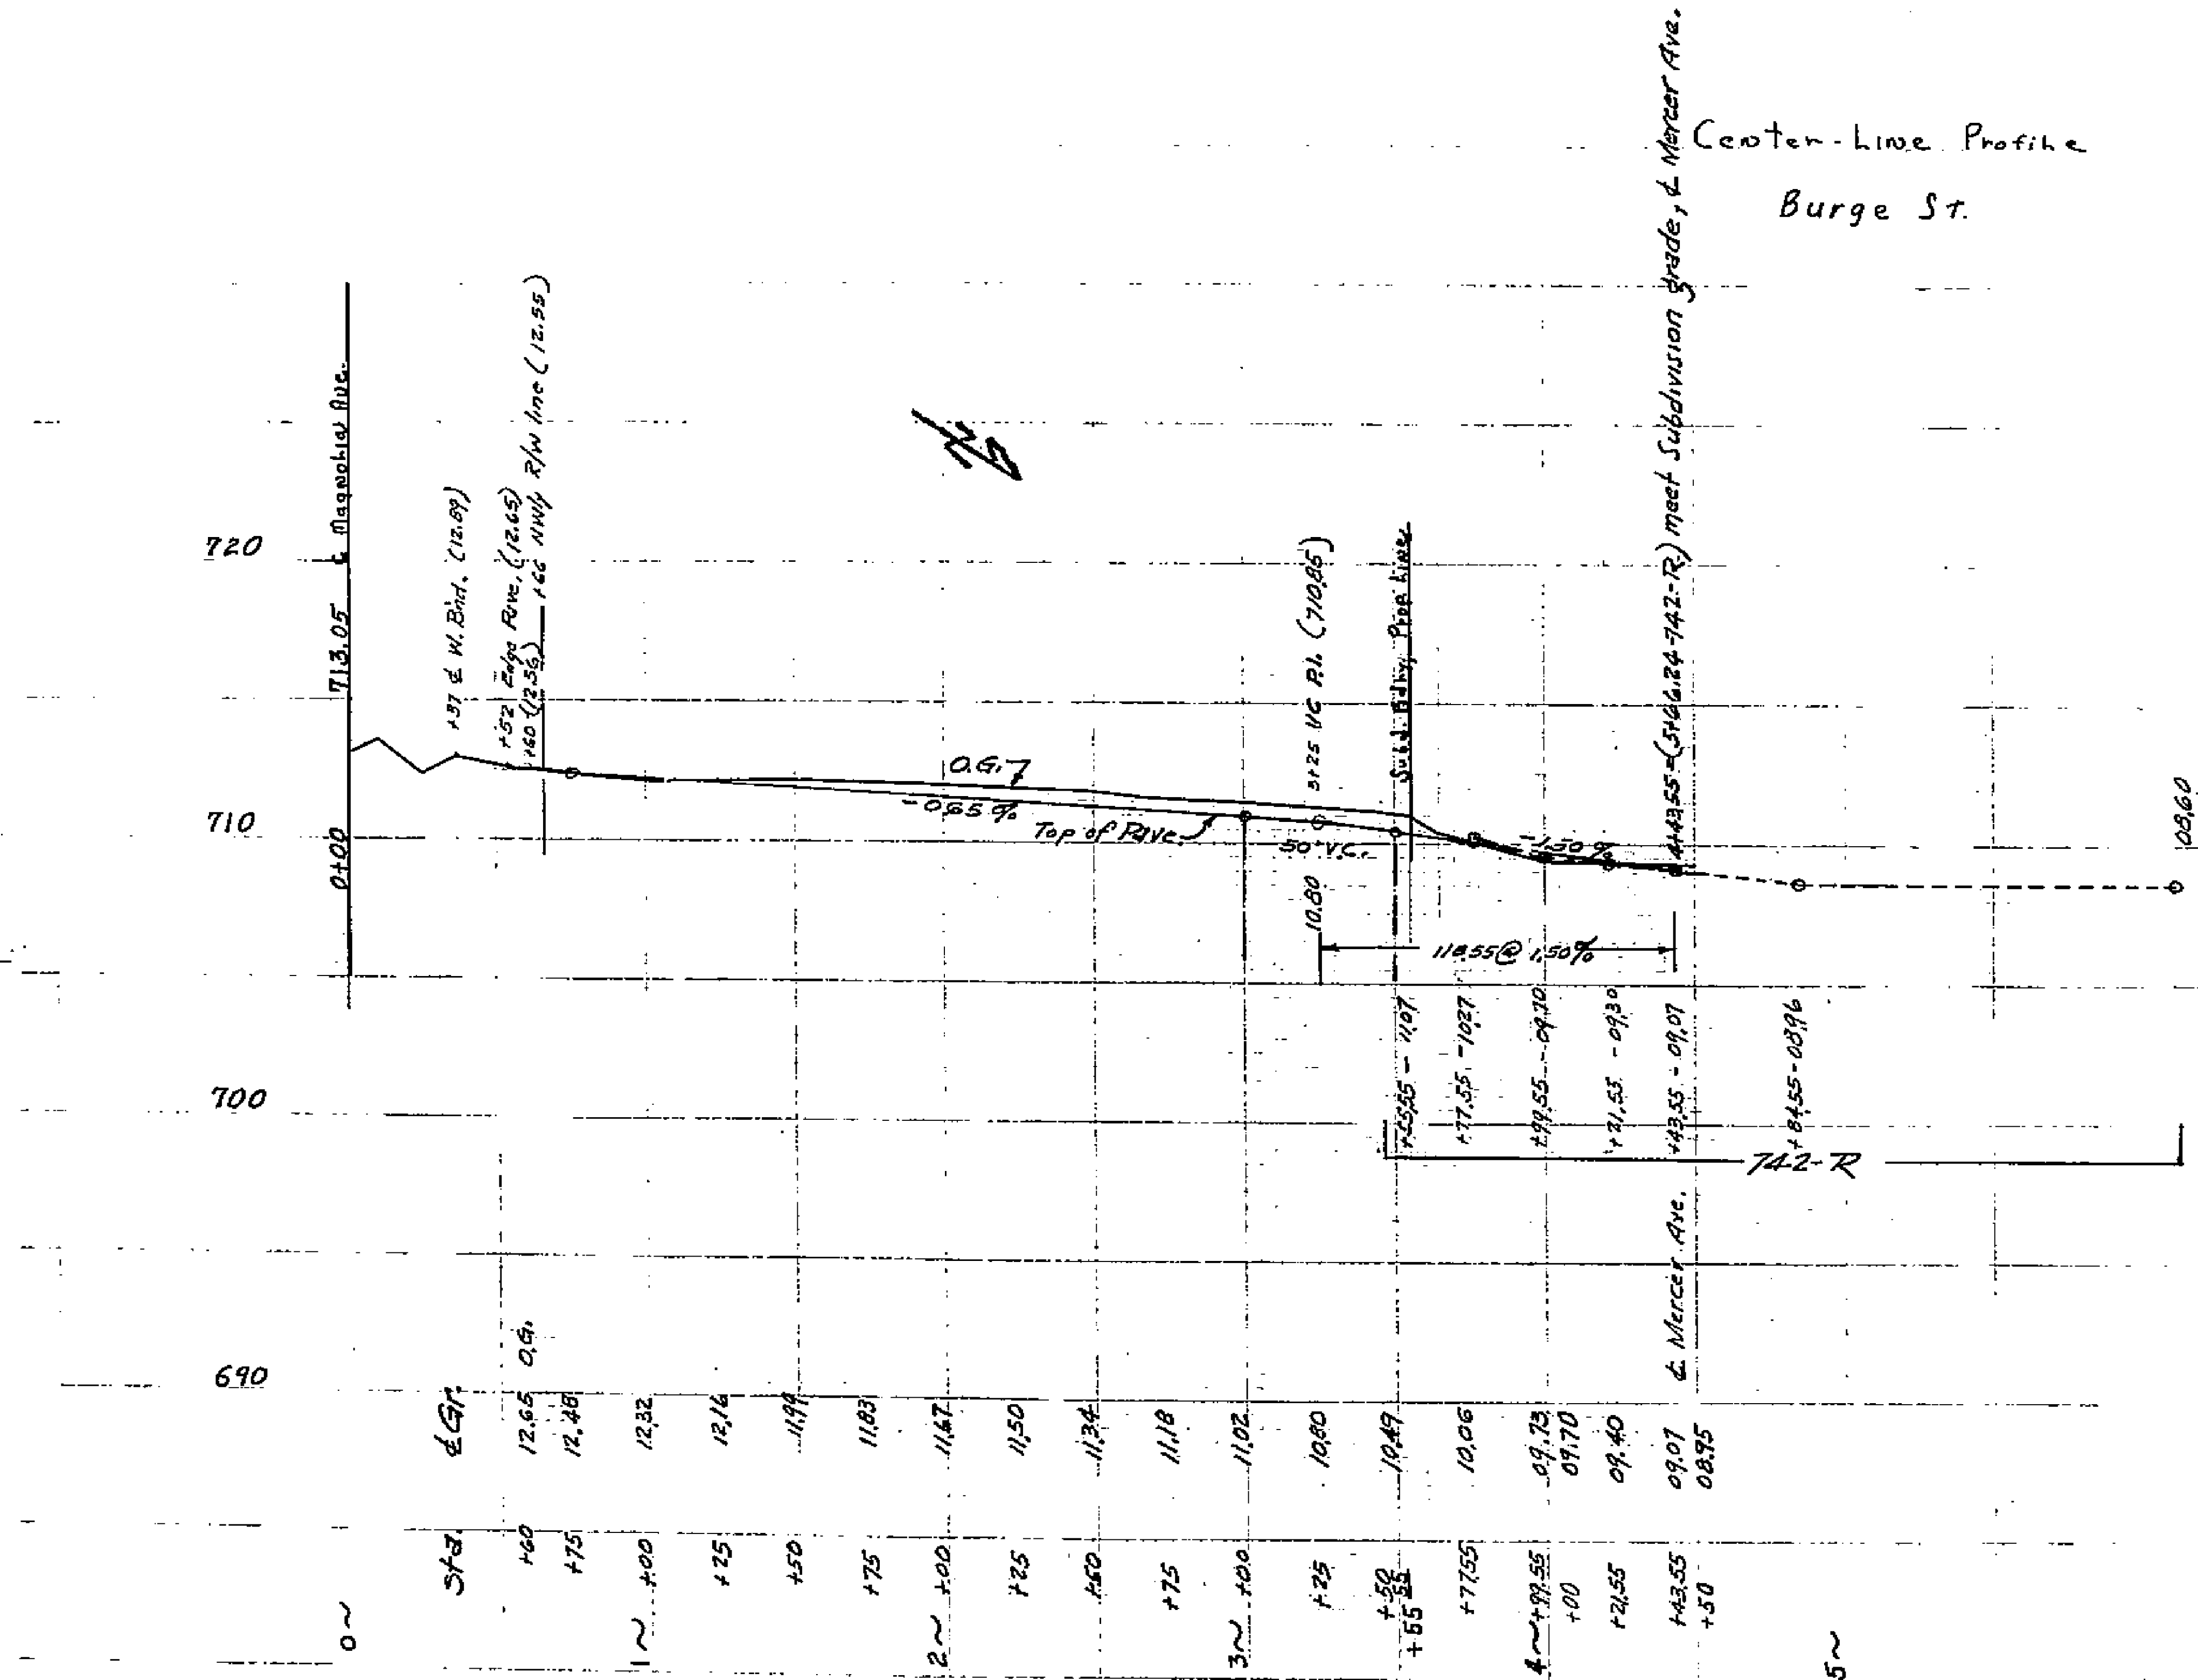 Center-Line Profile
Burge St.
℄ Magnolia Ave.
713.05
0+00
+37 ℄ W. Bnd. (12.89)
+52 Edge Pave. (12.65)
+60 (12.56)
+66 NWly R/W line (12.55)
720
710
700
690
O.G.
-0.65 %
Top of Pave.
3+25 VC P.I. (710.85)
10.80
50' V.C.
Subd. Bdny. Prop Line
-1.50 %
4+43.55=(5+66.24-742-R) meet Subdivision grade, ℄ Mercer Ave.
118.55 @ 1.50%
08.60
+55.55 - 11.07
+77.55 - 10.27
+99.55 - 09.70
+21.55 - 09.30
+43.55 - 09.07
+84.55 - 08.96
742-R
℄ Mercer Ave.
℄ Gr.
12.65 O.G.
12.48
12.32
12.16
11.99
11.83
11.67
11.50
11.34
11.18
11.02
10.80
10.49
10.06
09.73
09.70
09.40
09.07
08.95
Sta.
+60
+75
+00
+25
+50
+75
+00
+25
+50
+75
+00
+25
+50
+55.55
+77.55
+99.55
+00
+21.55
+43.55
+50
0~
1~
2~
3~
4~
5~